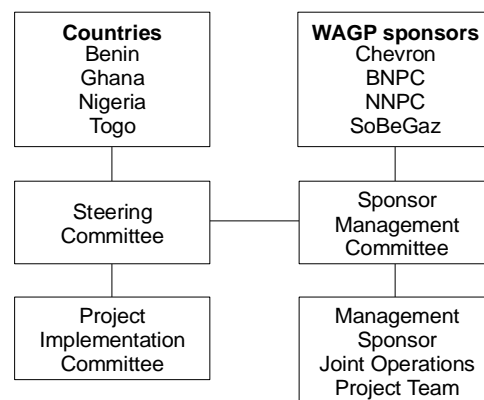 Countries
Benin
Ghana
Nigeria
Togo
WAGP sponsors
Chevron
BNPC
NNPC
SoBeGaz
Steering
Committee
Sponsor
Management
Committee
Project
Implementation
Committee
Management
Sponsor
Joint Operations
Project Team